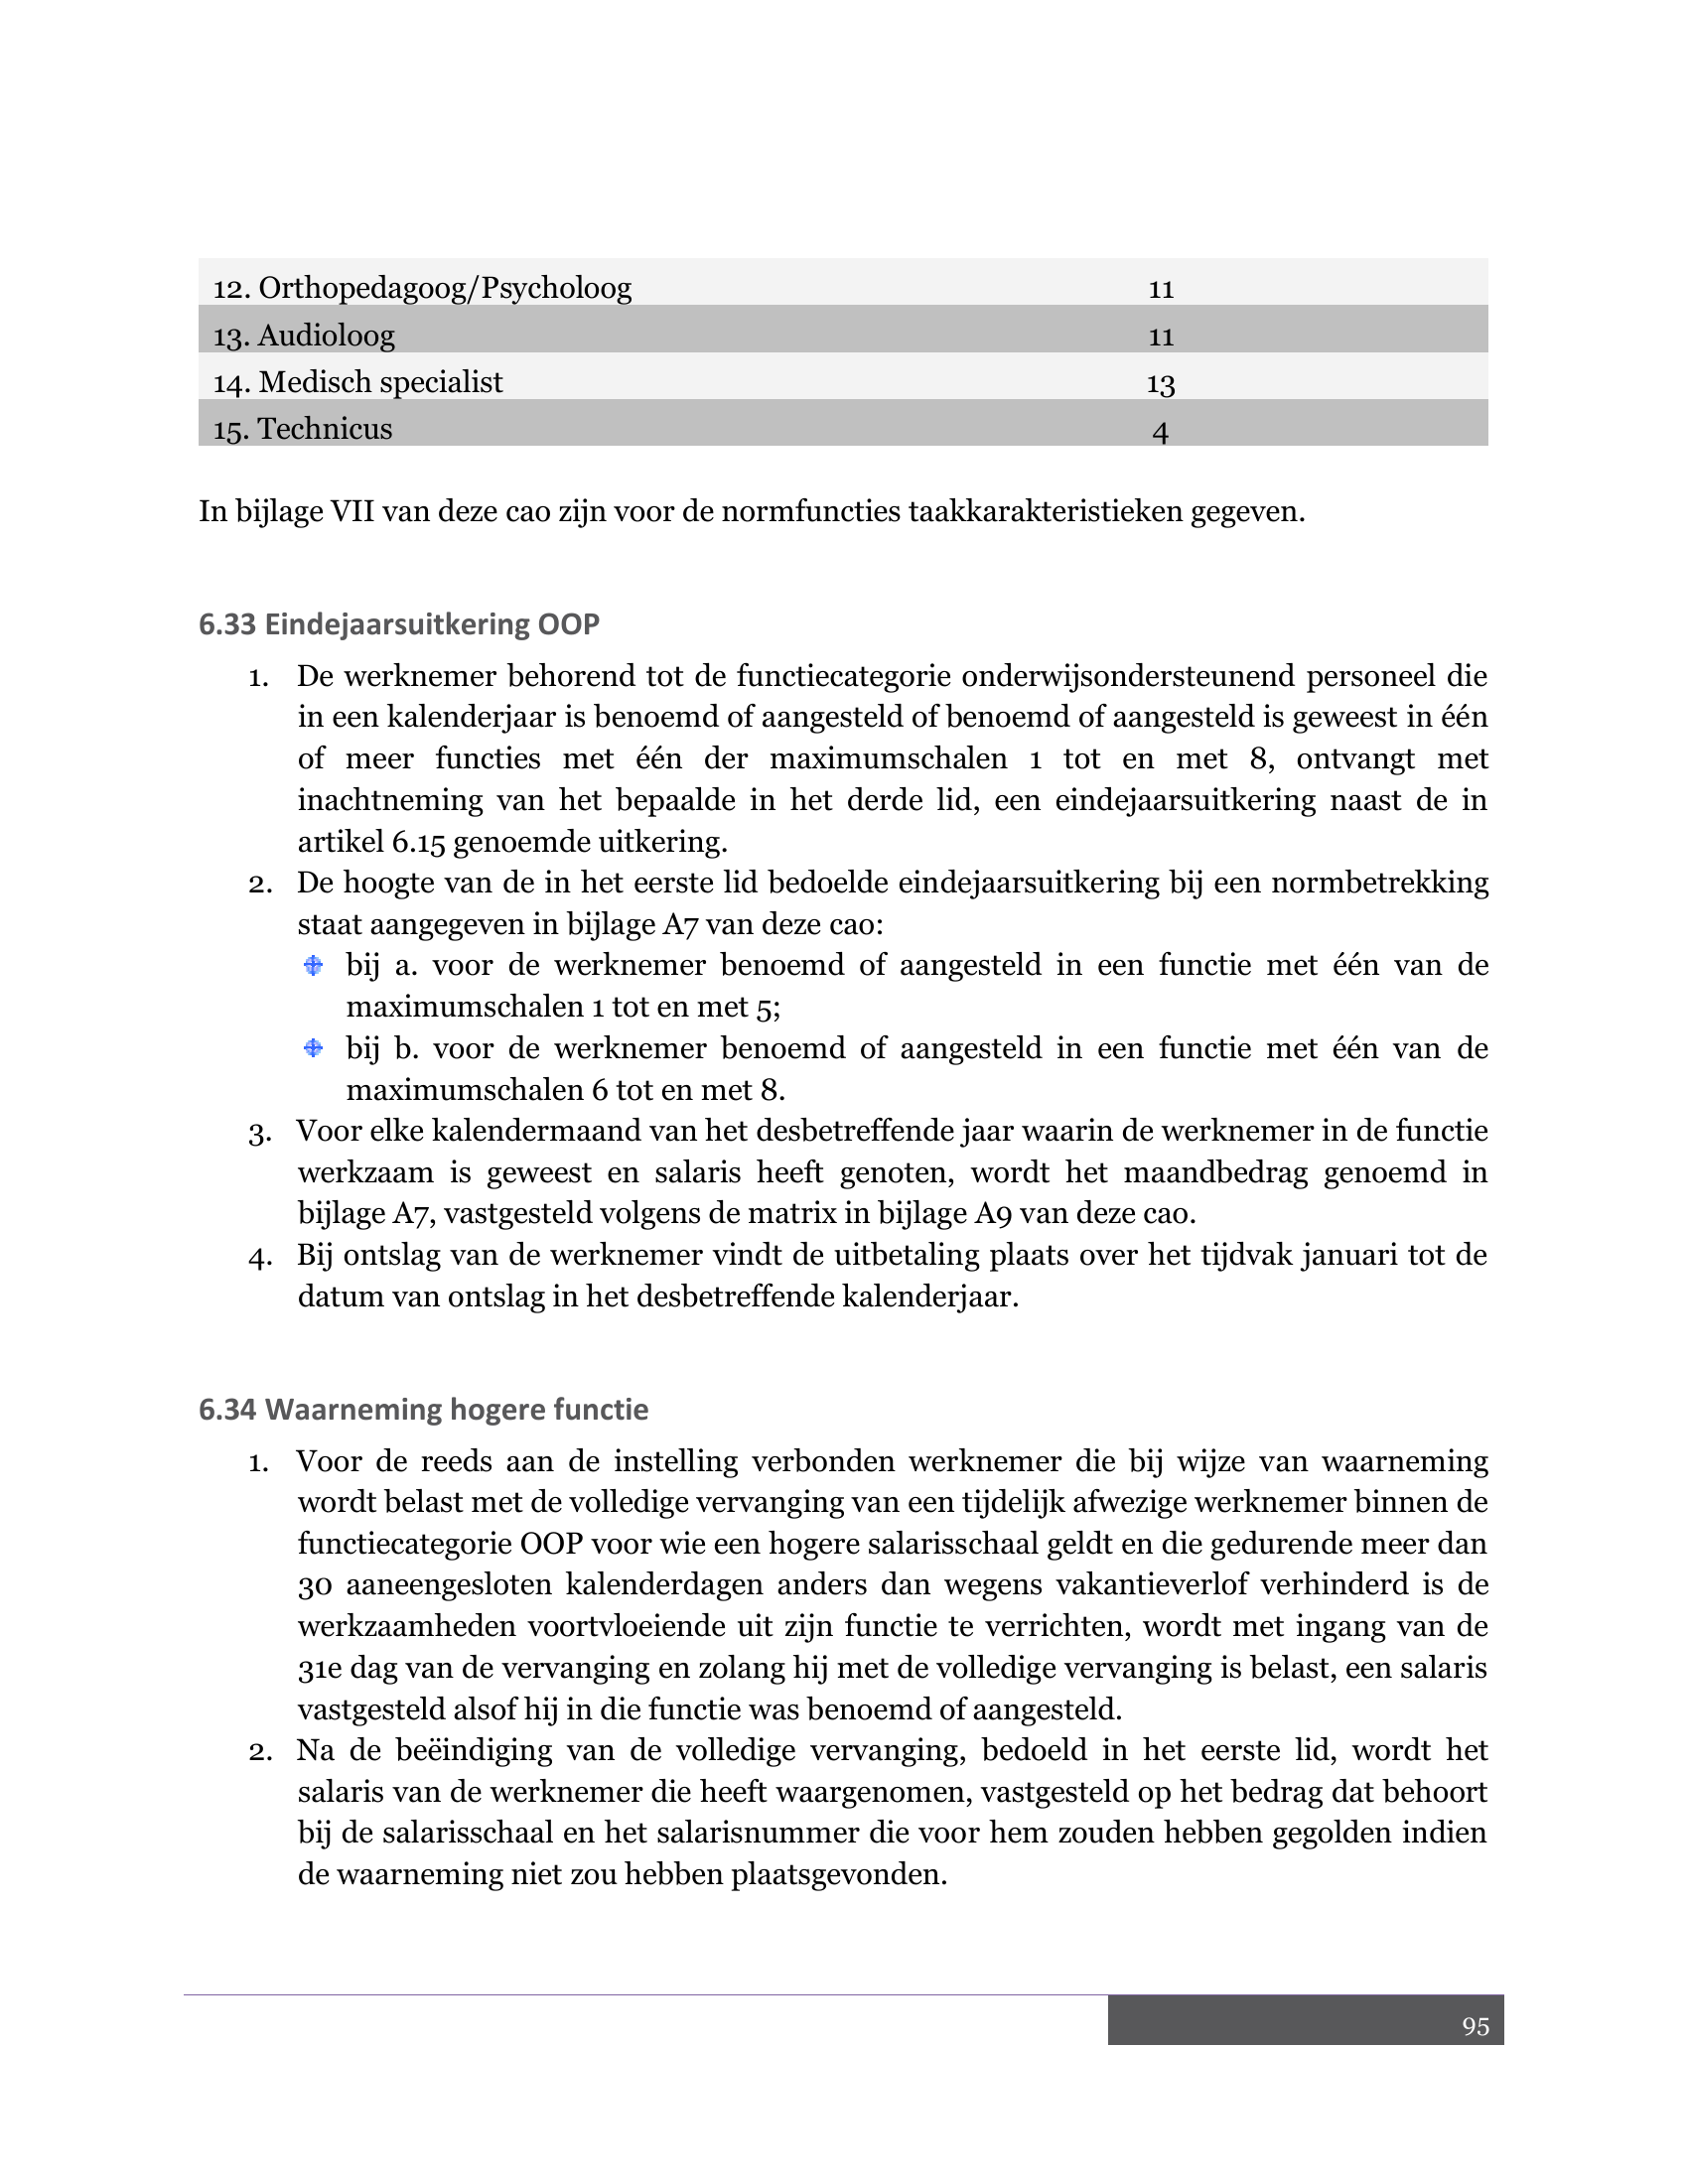 12. Orthopedagoog/Psycholoog 11
13. Audioloog 11
14. Medisch specialist 13
15. Technicus 4
In bijlage VII van deze cao zijn voor de normfuncties taakkarakteristieken gegeven.
6.33 Eindejaarsuitkering OOP
1. De werknemer behorend tot de functiecategorie onderwijsondersteunend personeel die
in een kalenderjaar is benoemd of aangesteld of benoemd of aangesteld is geweest in één
of meer functies met één der maximumschalen 1 tot en met 8, ontvangt met
inachtneming van het bepaalde in het derde lid, een eindejaarsuitkering naast de in
artikel 6.15 genoemde uitkering.
2. De hoogte van de in het eerste lid bedoelde eindejaarsuitkering bij een normbetrekking
staat aangegeven in bijlage A7 van deze cao:
bij a. voor de werknemer benoemd of aangesteld in een functie met één van de
maximumschalen 1 tot en met 5;
bij b. voor de werknemer benoemd of aangesteld in een functie met één van de
maximumschalen 6 tot en met 8.
3. Voor elke kalendermaand van het desbetreffende jaar waarin de werknemer in de functie
werkzaam is geweest en salaris heeft genoten, wordt het maandbedrag genoemd in
bijlage A7, vastgesteld volgens de matrix in bijlage A9 van deze cao.
4. Bij ontslag van de werknemer vindt de uitbetaling plaats over het tijdvak januari tot de
datum van ontslag in het desbetreffende kalenderjaar.
6.34 Waarneming hogere functie
1. Voor de reeds aan de instelling verbonden werknemer die bij wijze van waarneming
wordt belast met de volledige vervanging van een tijdelijk afwezige werknemer binnen de
functiecategorie OOP voor wie een hogere salarisschaal geldt en die gedurende meer dan
30 aaneengesloten kalenderdagen anders dan wegens vakantieverlof verhinderd is de
werkzaamheden voortvloeiende uit zijn functie te verrichten, wordt met ingang van de
31e dag van de vervanging en zolang hij met de volledige vervanging is belast, een salaris
vastgesteld alsof hij in die functie was benoemd of aangesteld.
2. Na de beëindiging van de volledige vervanging, bedoeld in het eerste lid, wordt het
salaris van de werknemer die heeft waargenomen, vastgesteld op het bedrag dat behoort
bij de salarisschaal en het salarisnummer die voor hem zouden hebben gegolden indien
de waarneming niet zou hebben plaatsgevonden.
95